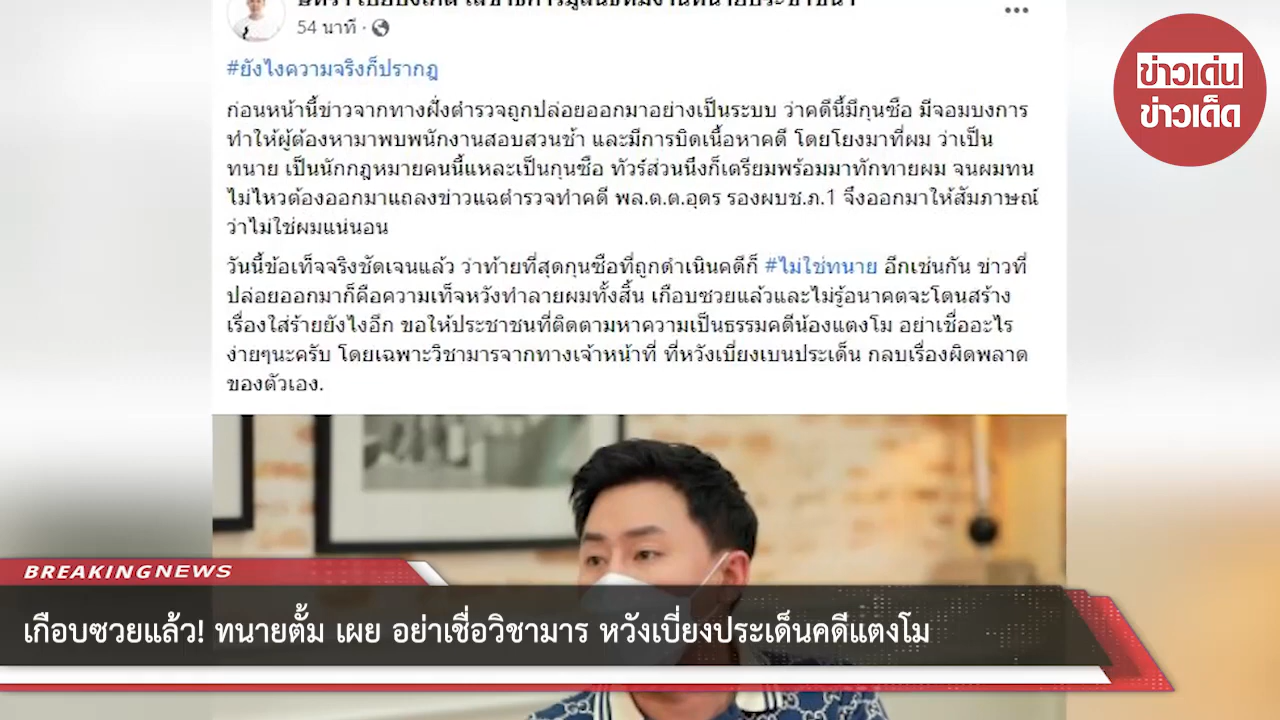 54 นาที ·
ข่าวเด่น
ข่าวเด็ด
#ยังไงความจริงก็ปรากฏ
ก่อนหน้านี้ข่าวจากทางฝั่งตำรวจถูกปล่อยออกมาอย่างเป็นระบบ ว่าคดีนี้มีกุนซือ มีจอมบงการ
ทำให้ผู้ต้องหามาพบพนักงานสอบสวนช้า และมีการบิดเนื้อหาคดี โดยโยงมาที่ผม ว่าเป็น
ทนาย เป็นนักกฎหมายคนนี้แหละเป็นกุนซือ ทัวร์ส่วนนึงก็เตรียมพร้อมมาทักทายผม จนผมทน
ไม่ไหวต้องออกมาแถลงข่าวแฉตำรวจทำคดี พล.ต.ต.อุดร รองผบช.ภ.1 จึงออกมาให้สัมภาษณ์
ว่าไม่ใช่ผมแน่นอน
วันนี้ข้อเท็จจริงชัดเจนแล้ว ว่าท้ายที่สุดกุนซือที่ถูกดำเนินคดีก็ #ไม่ใช่ทนาย อีกเช่นกัน ข่าวที่
ปล่อยออกมาก็คือความเท็จหวังทำลายผมทั้งสิ้น เกือบซวยแล้วและไม่รู้อนาคตจะโดนสร้าง
เรื่องใส่ร้ายยังไงอีก ขอให้ประชาชนที่ติดตามหาความเป็นธรรมคดีน้องแตงโม อย่าเชื่ออะไร
ง่ายๆนะครับ โดยเฉพาะวิชามารจากทางเจ้าหน้าที่ ที่หวังเบี่ยงเบนประเด็น กลบเรื่องผิดพลาด
ของตัวเอง.
BREAKING NEWS
เกือบซวยแล้ว! ทนายตั้ม เผย อย่าเชื่อวิชามาร หวังเบี่ยงประเด็นคดีแตงโม